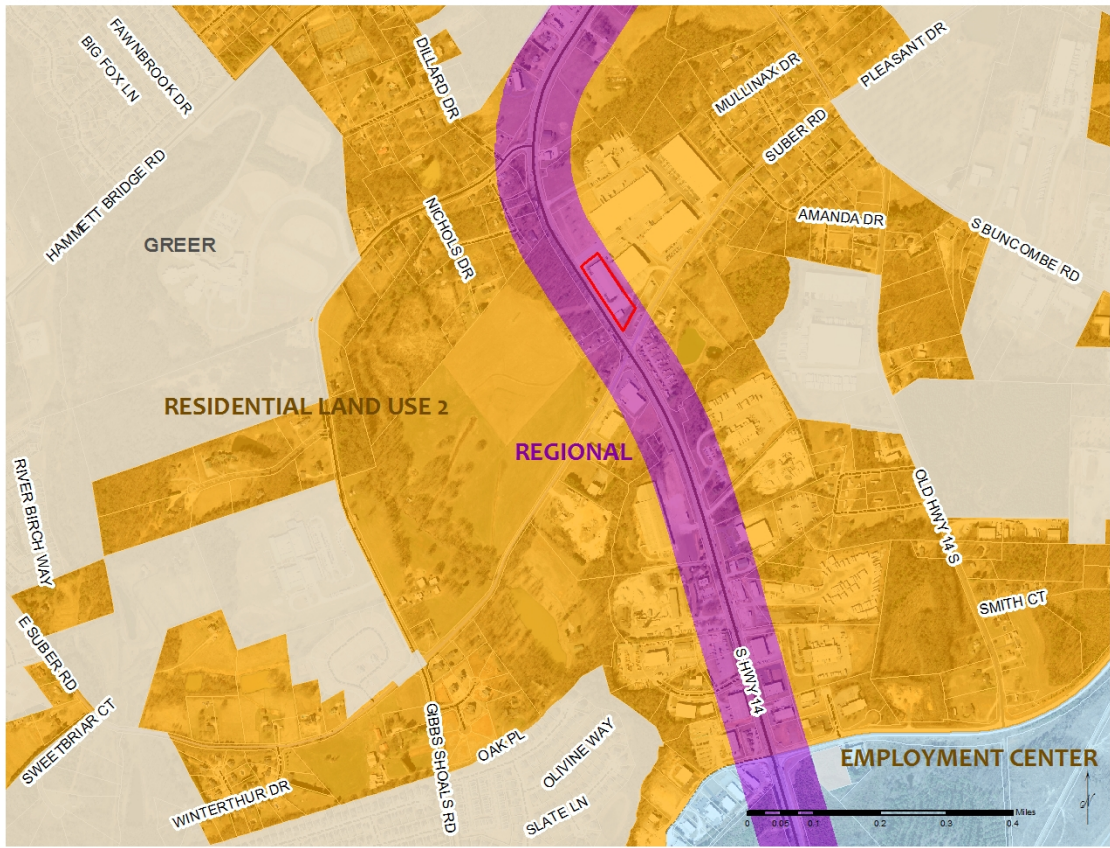 FAWNBROOK DR
BIG FOX LN
DILLARD DR
MULLINAX DR
PLEASANT DR
SUBER RD
HAMMETT BRIDGE RD
NICHOLS DR
AMANDA DR
S BUNCOMBE RD
GREER
RESIDENTIAL LAND USE 2
REGIONAL
RIVER BIRCH WAY
OLD HWY 14 S
SMITH CT
E SUBER RD
S HWY 14
SWEETBRIAR CT
GIBBS SHOALS RD
OAK PL
OLIVINE WAY
EMPLOYMENT CENTER
WINTERTHUR DR
SLATE LN
Miles
0 0.05 0.1 0.2 0.3 0.4
N